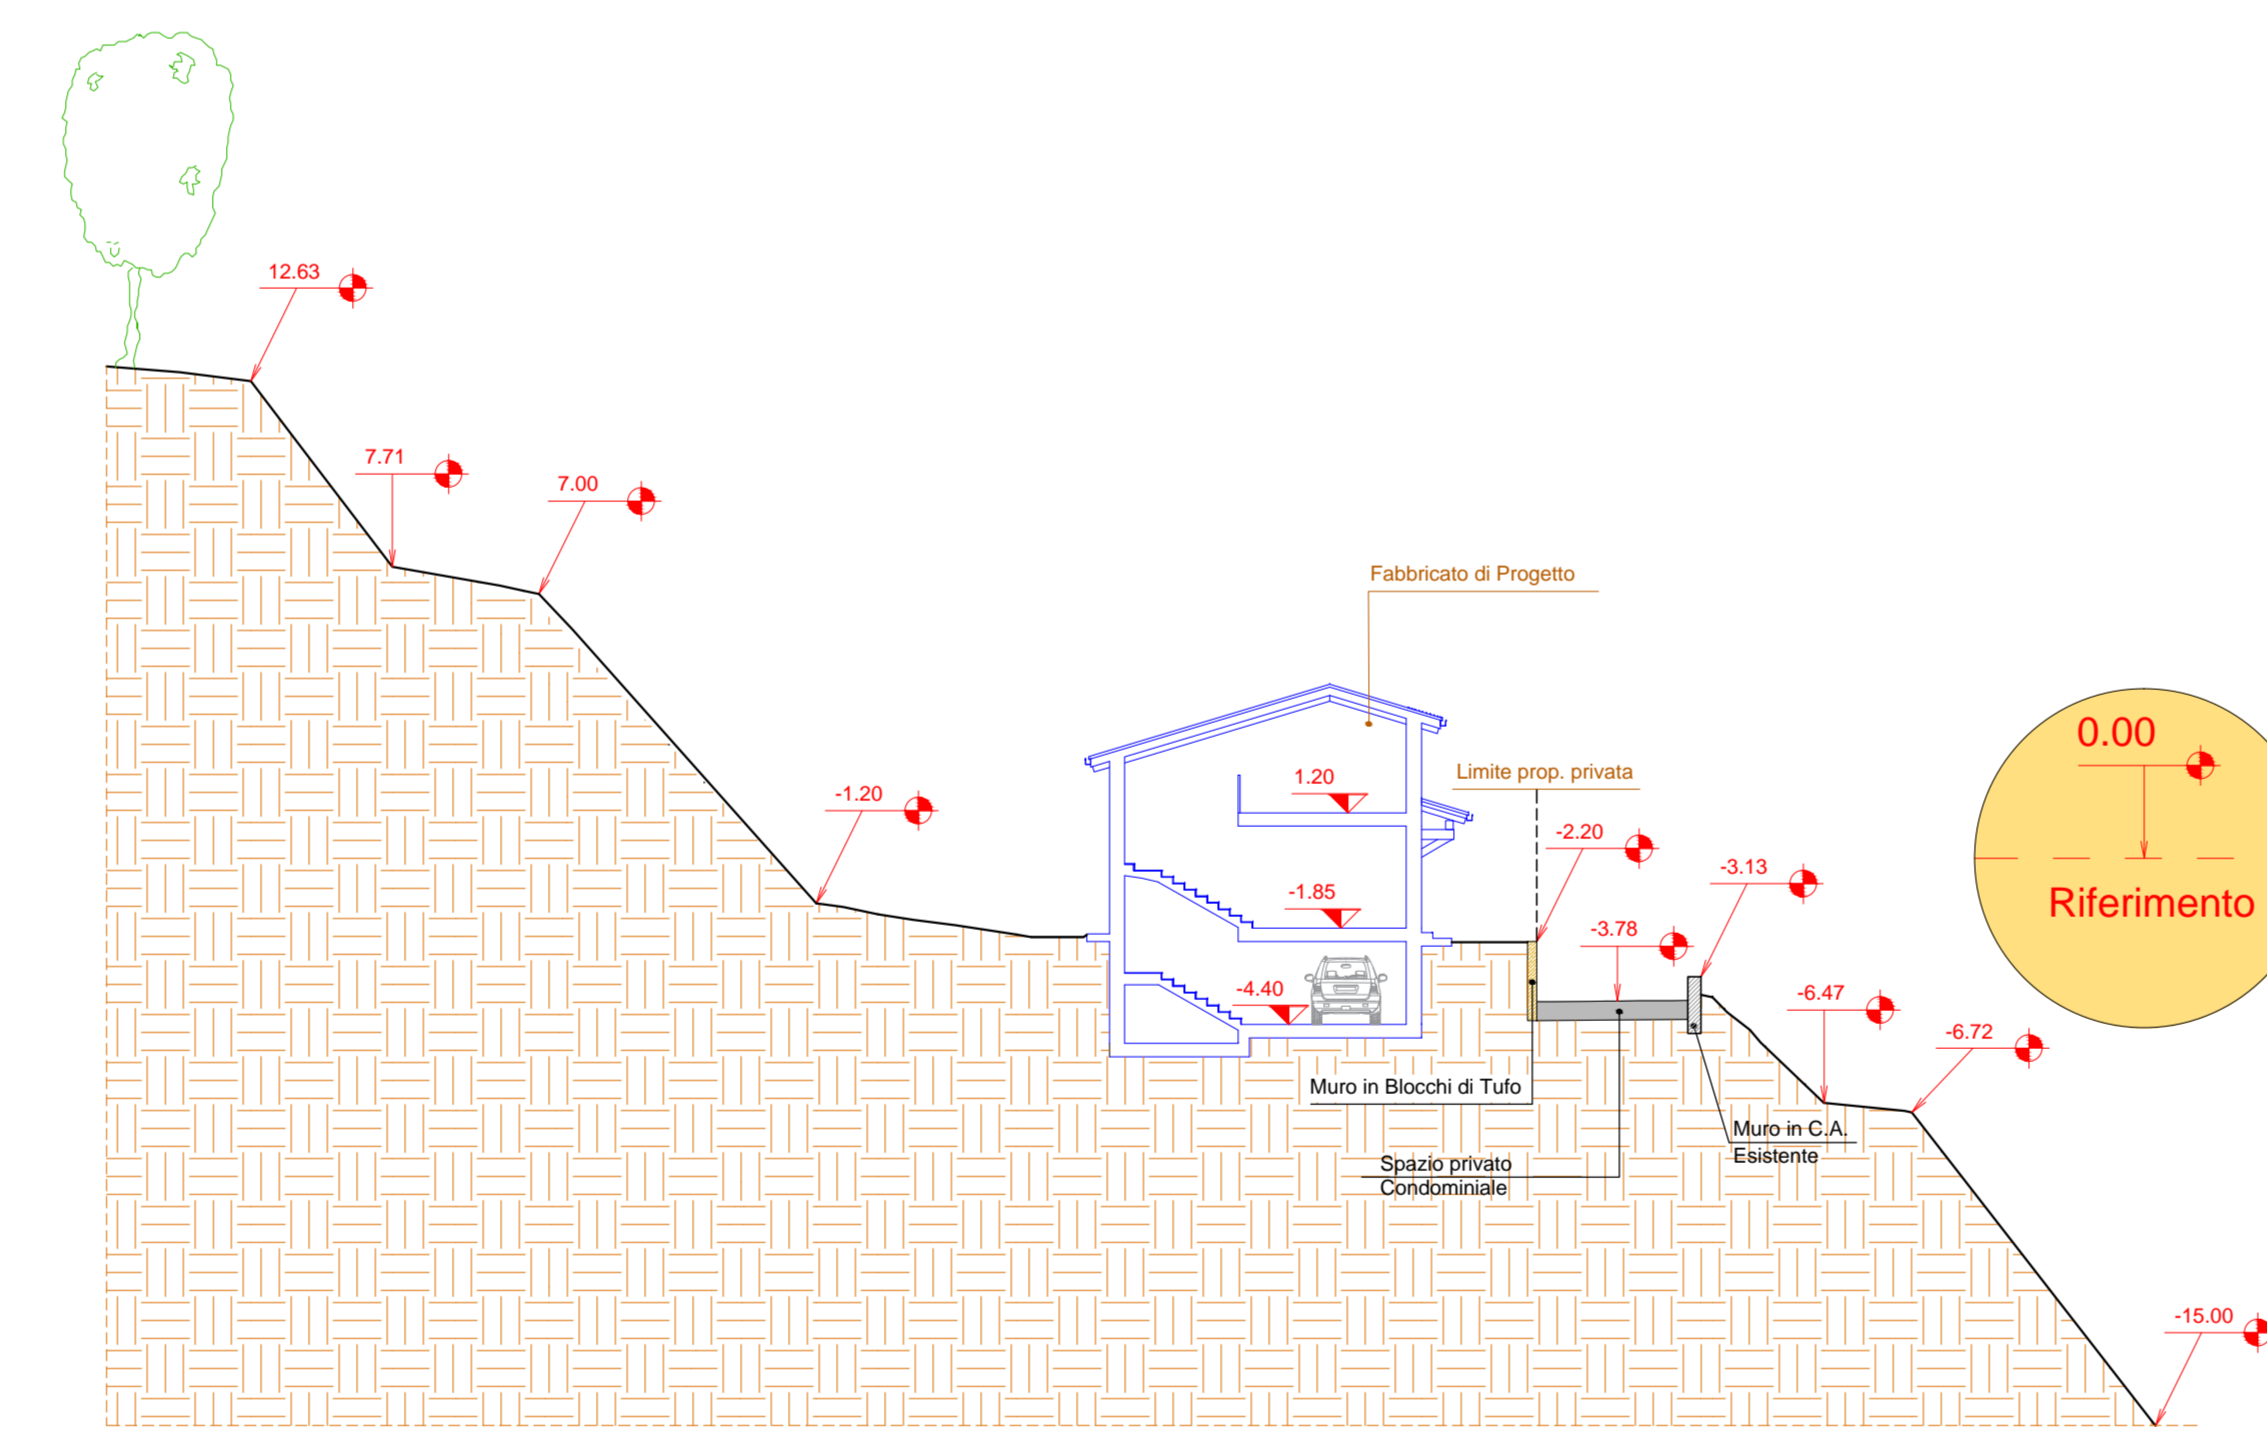 12.63
7.71
7.00
Fabbricato di Progetto
0.00
Limite prop. privata
1.20
-1.20
-2.20
-3.13
-1.85
Riferimento
-3.78
-4.40
-6.47
-6.72
Muro in Blocchi di Tufo
Muro in C.A.
Esistente
Spazio privato
Condominiale
-15.00